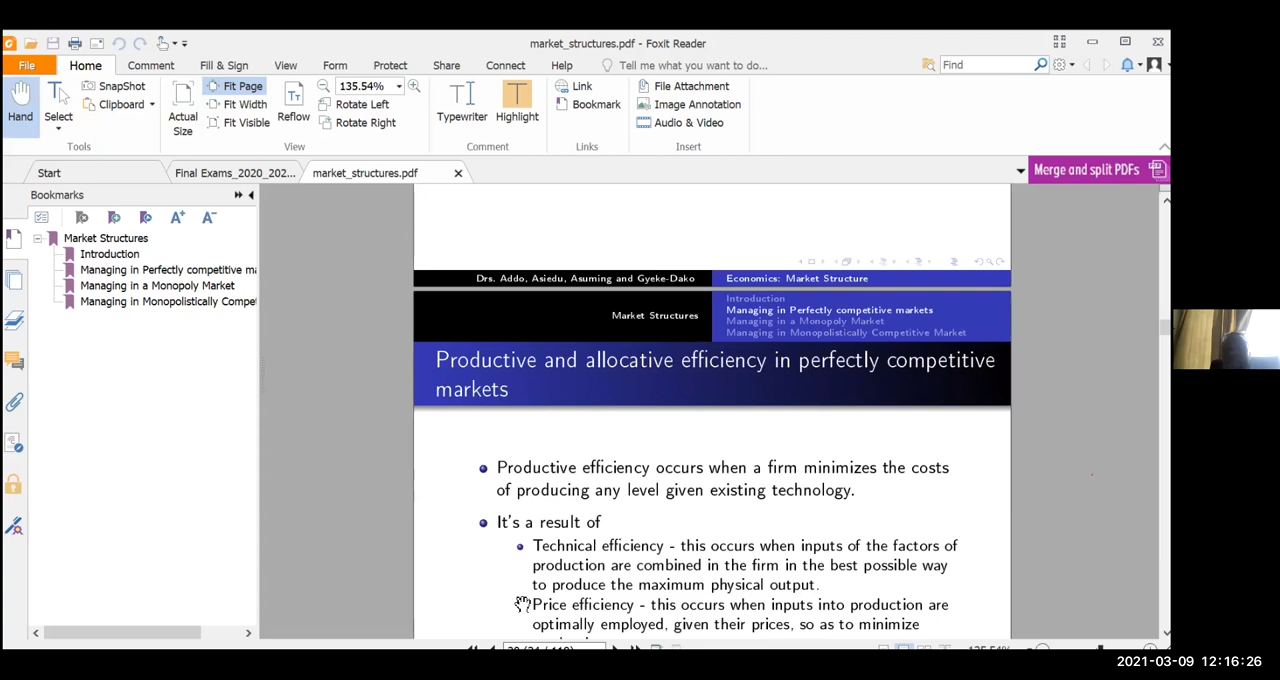 market_structures.pdf - Foxit Reader
File Home Comment Fill & Sign View Form Protect Share Connect Help Tell me what you want to do... Find
Hand
Select
SnapShot
Clipboard
Tools
Actual Size
Fit Page
Fit Width
Fit Visible
Reflow
135.54%
Rotate Left
Rotate Right
View
Typewriter
Highlight
Comment
Link
Bookmark
Links
File Attachment
Image Annotation
Audio & Video
Insert
Start Final Exams_2020_202... market_structures.pdf Merge and split PDFs
Bookmarks
Market Structures
Introduction
Managing in Perfectly competitive ma
Managing in a Monopoly Market
Managing in Monopolistically Compe
Drs. Addo, Asiedu, Asuming and Gyeke-Dako Economics: Market Structure
Market Structures
Introduction
Managing in Perfectly competitive markets
Managing in a Monopoly Market
Managing in Monopolistically Competitive Market
Productive and allocative efficiency in perfectly competitive
markets
Productive efficiency occurs when a firm minimizes the costs
of producing any level given existing technology.
It's a result of
Technical efficiency - this occurs when inputs of the factors of
production are combined in the firm in the best possible way
to produce the maximum physical output.
Price efficiency - this occurs when inputs into production are
optimally employed, given their prices, so as to minimize
2021-03-09 12:16:26